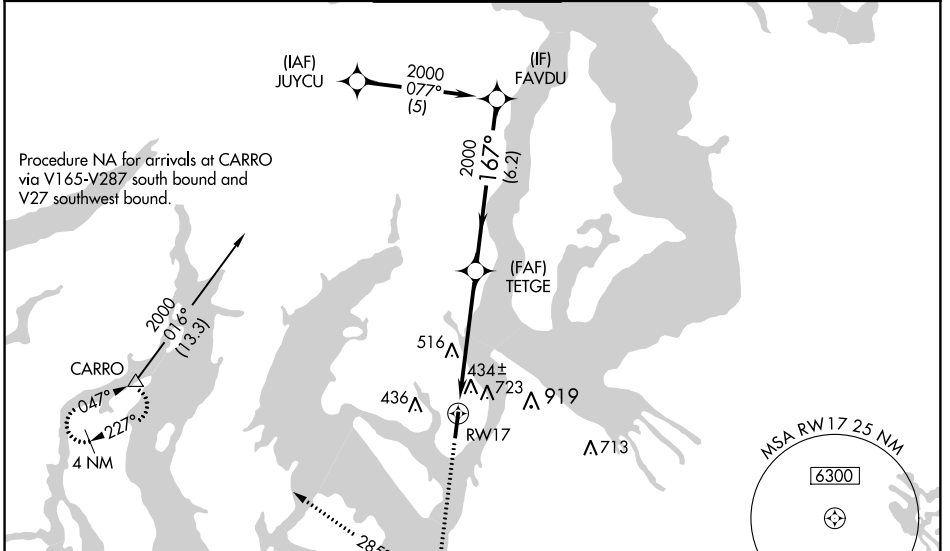 (IAF)
JUYCU
2000
077°
(5)
(IF)
FAVDU
2000
167°
(6.2)
Procedure NA for arrivals at CARRO
via V165-V287 south bound and
V27 southwest bound.
(FAF)
TETGE
2000
016°
(13.3)
CARRO
047°
227°
4 NM
516
434±
723
436
919
RW17
713
MSA RW17 25 NM
6300